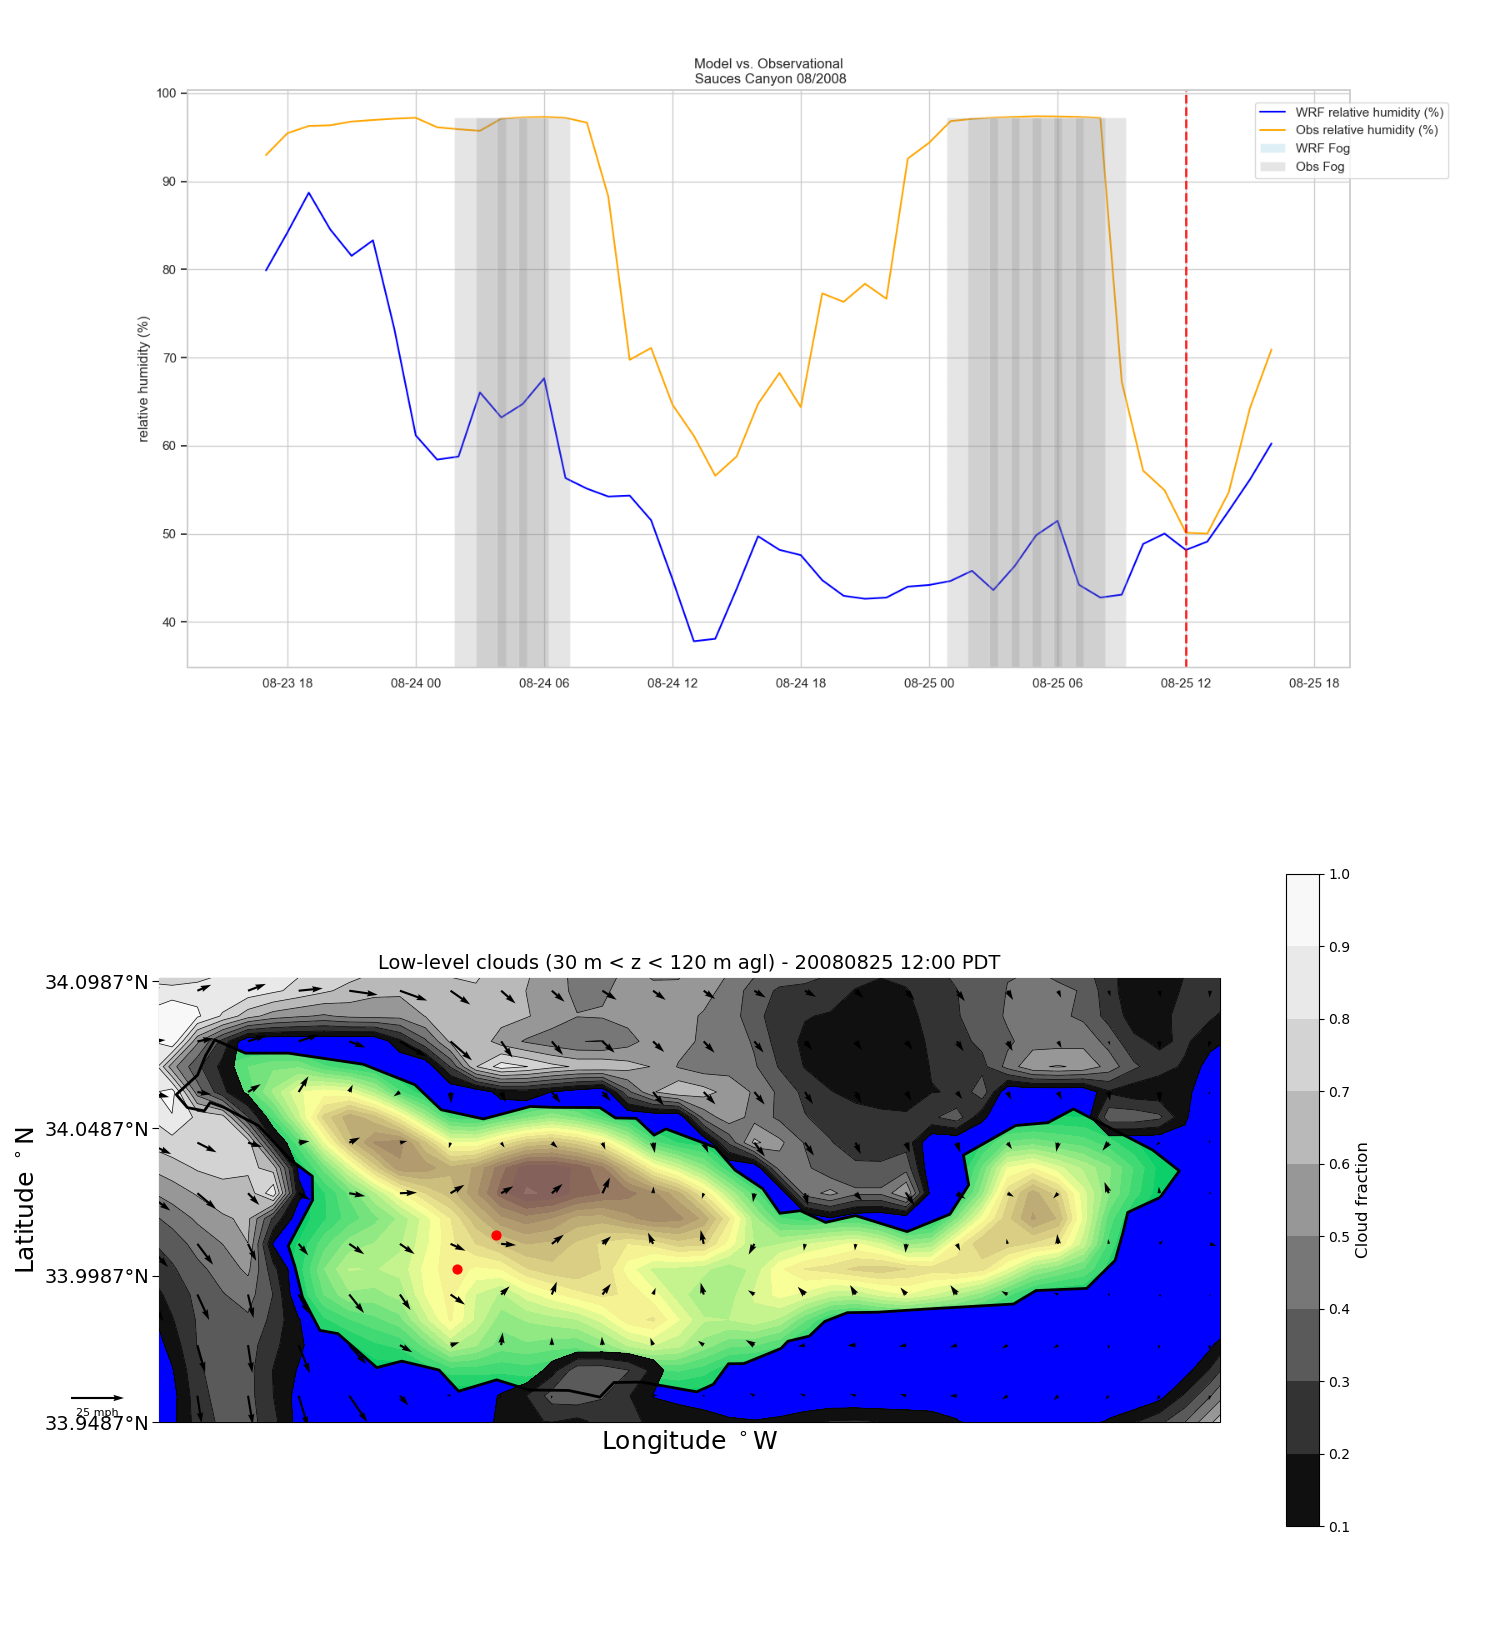 Model vs. Observational
Sauces Canyon 08/2008
100
90
80
70
60
50
40
relative humidity (%)
WRF relative humidity (%)
Obs relative humidity (%)
WRF Fog
Obs Fog
08-23 18
08-24 00
08-24 06
08-24 12
08-24 18
08-25 00
08-25 06
08-25 12
08-25 18
Low-level clouds (30 m < z < 120 m agl) - 20080825 12:00 PDT
34.0987°N
34.0487°N
33.9987°N
33.9487°N
Latitude °N
25 mph
Longitude °W
1.0
0.9
0.8
0.7
0.6
0.5
0.4
0.3
0.2
0.1
Cloud fraction